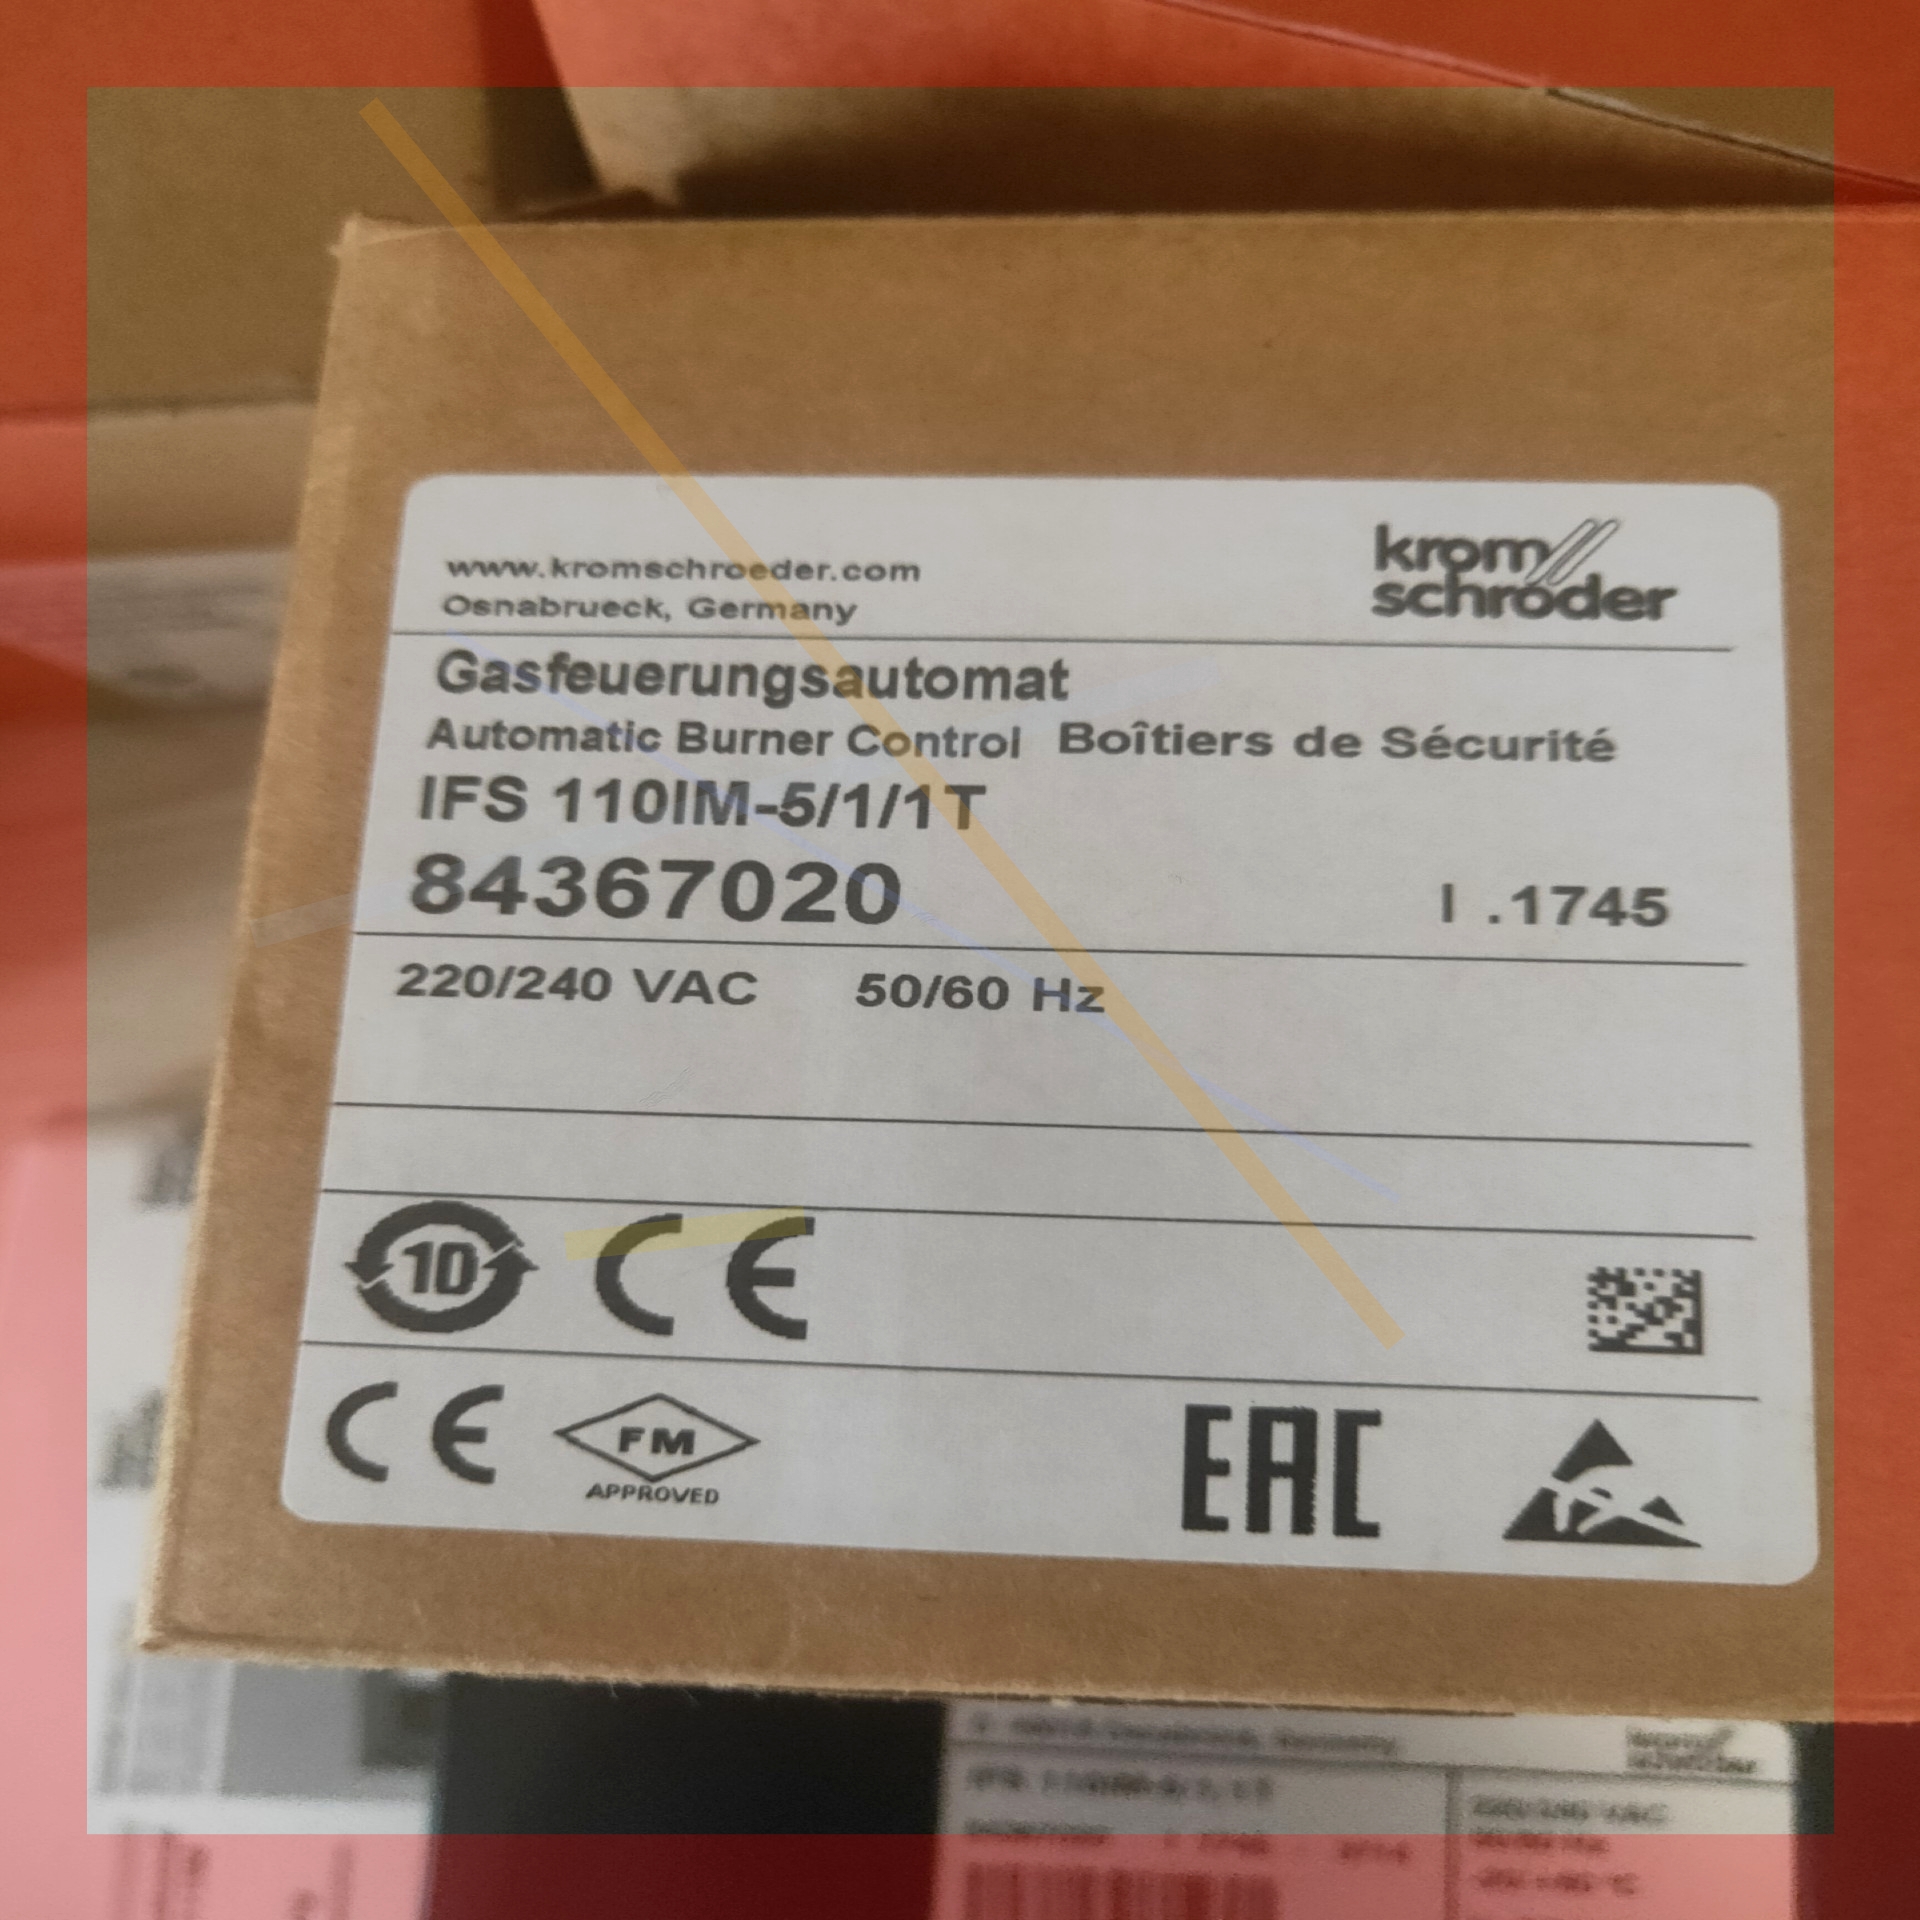 www.kromschroeder.com
Osnabrueck, Germany
krom
schröder
Gasfeuerungsautomat
Automatic Burner Control Boîtiers de Sécurité
IFS 110IM-5/1/1T
84367020 I .1745
220/240 VAC 50/60 Hz
10 CE
CE FM
APPROVED
EAC